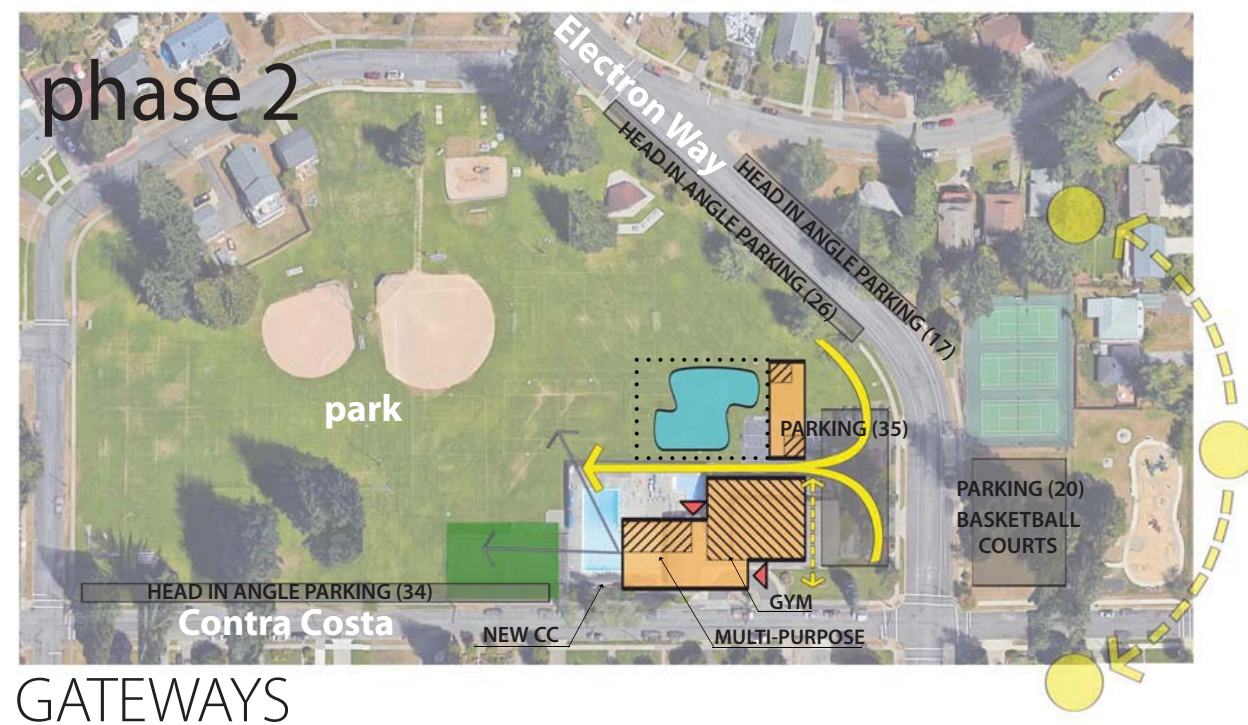 phase 2
Electron Way
HEAD IN ANGLE PARKING (26)
HEAD IN ANGLE PARKING (17)
park
PARKING (35)
PARKING (20)
BASKETBALL
COURTS
HEAD IN ANGLE PARKING (34)
Contra Costa
NEW CC
GYM
MULTI-PURPOSE
GATEWAYS